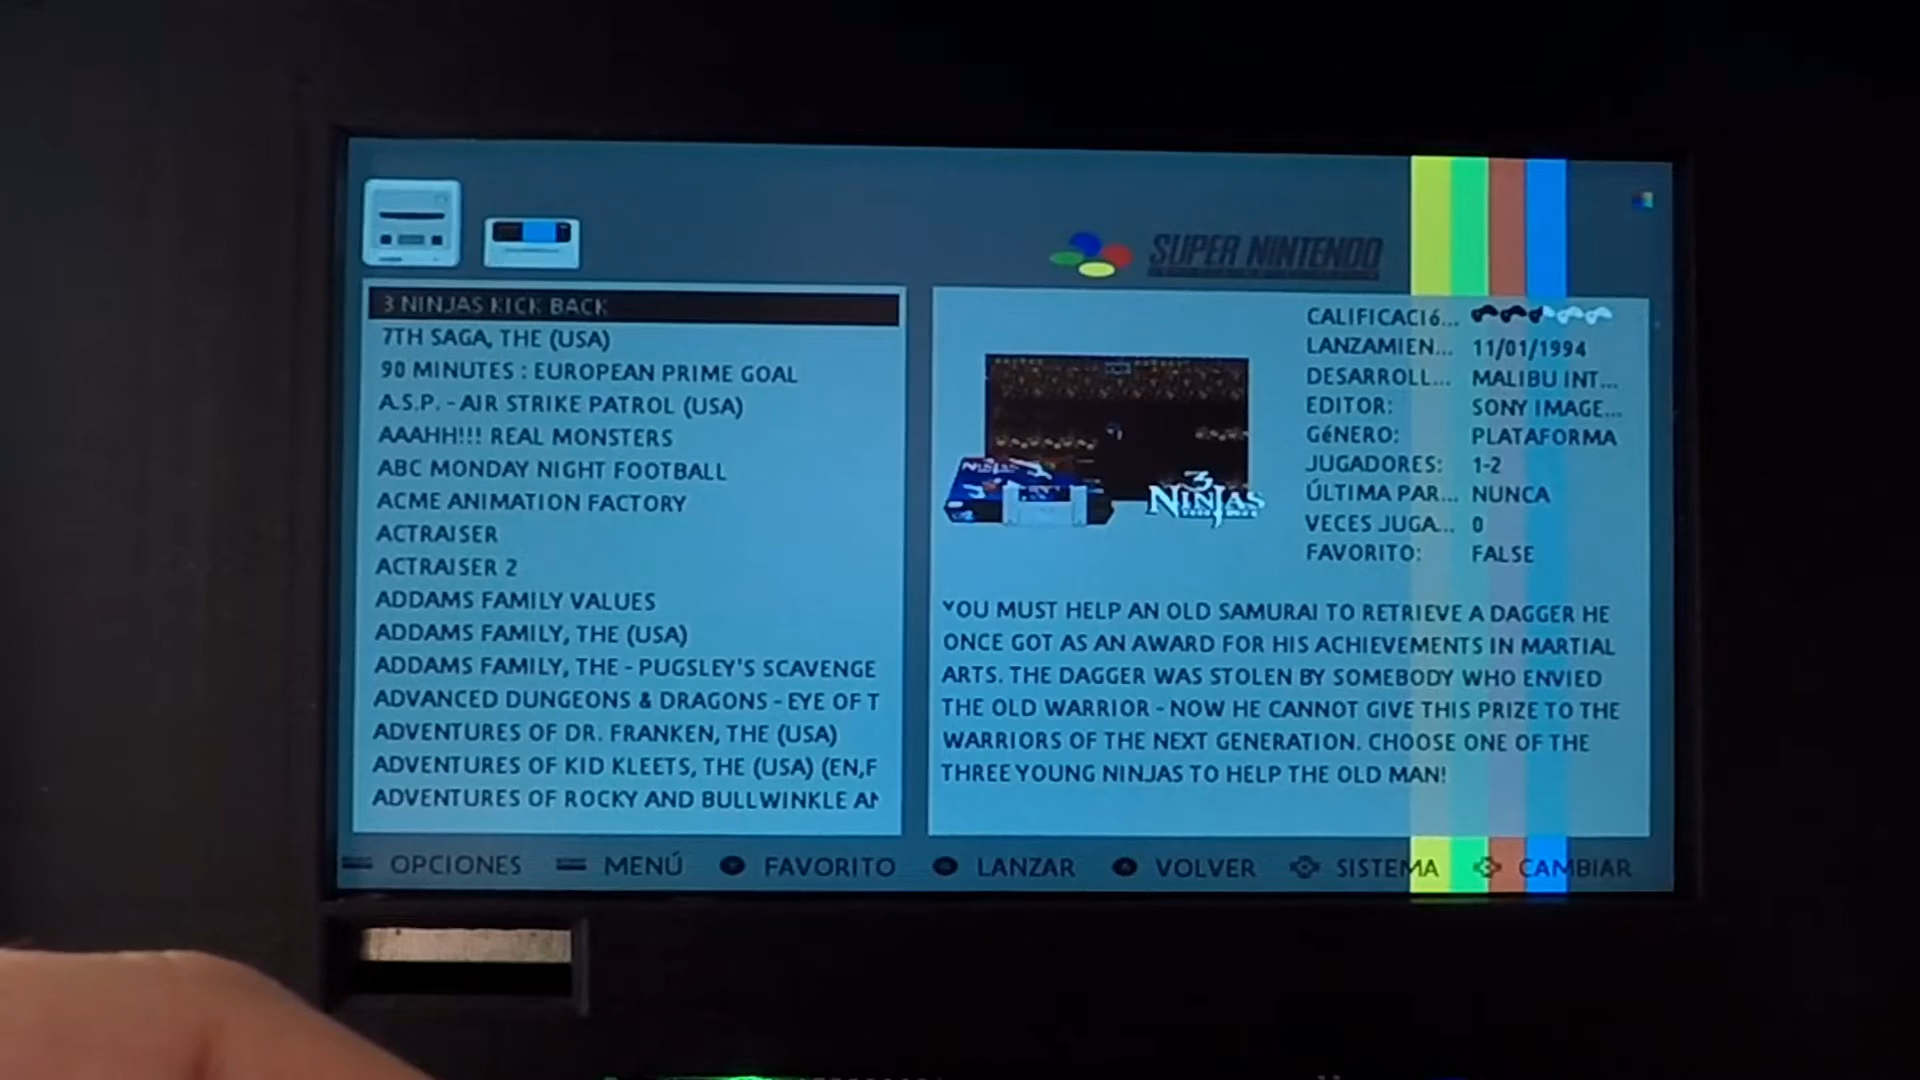 SUPER NINTENDO
3 NINJAS KICK BACK
7TH SAGA, THE (USA)
90 MINUTES : EUROPEAN PRIME GOAL
A.S.P. - AIR STRIKE PATROL (USA)
AAAHH!!! REAL MONSTERS
ABC MONDAY NIGHT FOOTBALL
ACME ANIMATION FACTORY
ACTRAISER
ACTRAISER 2
ADDAMS FAMILY VALUES
ADDAMS FAMILY, THE (USA)
ADDAMS FAMILY, THE - PUGSLEY'S SCAVENGE
ADVANCED DUNGEONS & DRAGONS - EYE OF T
ADVENTURES OF DR. FRANKEN, THE (USA)
ADVENTURES OF KID KLEETS, THE (USA) (EN,F
ADVENTURES OF ROCKY AND BULLWINKLE AN
3 NINJAS
CALIFICACIó...
LANZAMIEN... 11/01/1994
DESARROLL... MALIBU INT...
EDITOR: SONY IMAGE...
GéNERO: PLATAFORMA
JUGADORES: 1-2
ÚLTIMA PAR... NUNCA
VECES JUGA... 0
FAVORITO: FALSE
YOU MUST HELP AN OLD SAMURAI TO RETRIEVE A DAGGER HE
ONCE GOT AS AN AWARD FOR HIS ACHIEVEMENTS IN MARTIAL
ARTS. THE DAGGER WAS STOLEN BY SOMEBODY WHO ENVIED
THE OLD WARRIOR - NOW HE CANNOT GIVE THIS PRIZE TO THE
WARRIORS OF THE NEXT GENERATION. CHOOSE ONE OF THE
THREE YOUNG NINJAS TO HELP THE OLD MAN!
OPCIONES MENÚ FAVORITO LANZAR VOLVER SISTEMA CAMBIAR